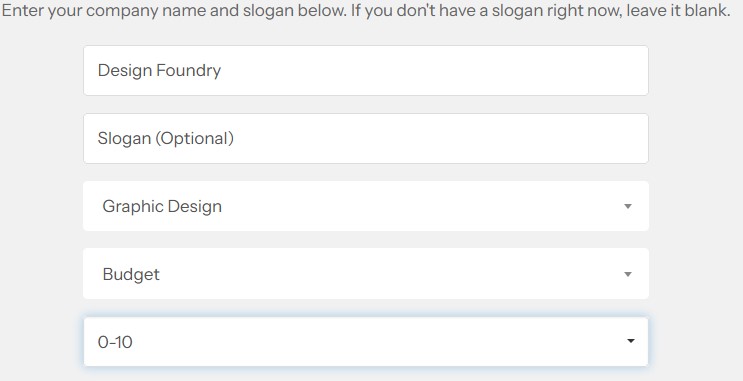 Enter your company name and slogan below. If you don't have a slogan right now, leave it blank.
Design Foundry
Slogan (Optional)
Graphic Design
Budget
0-10